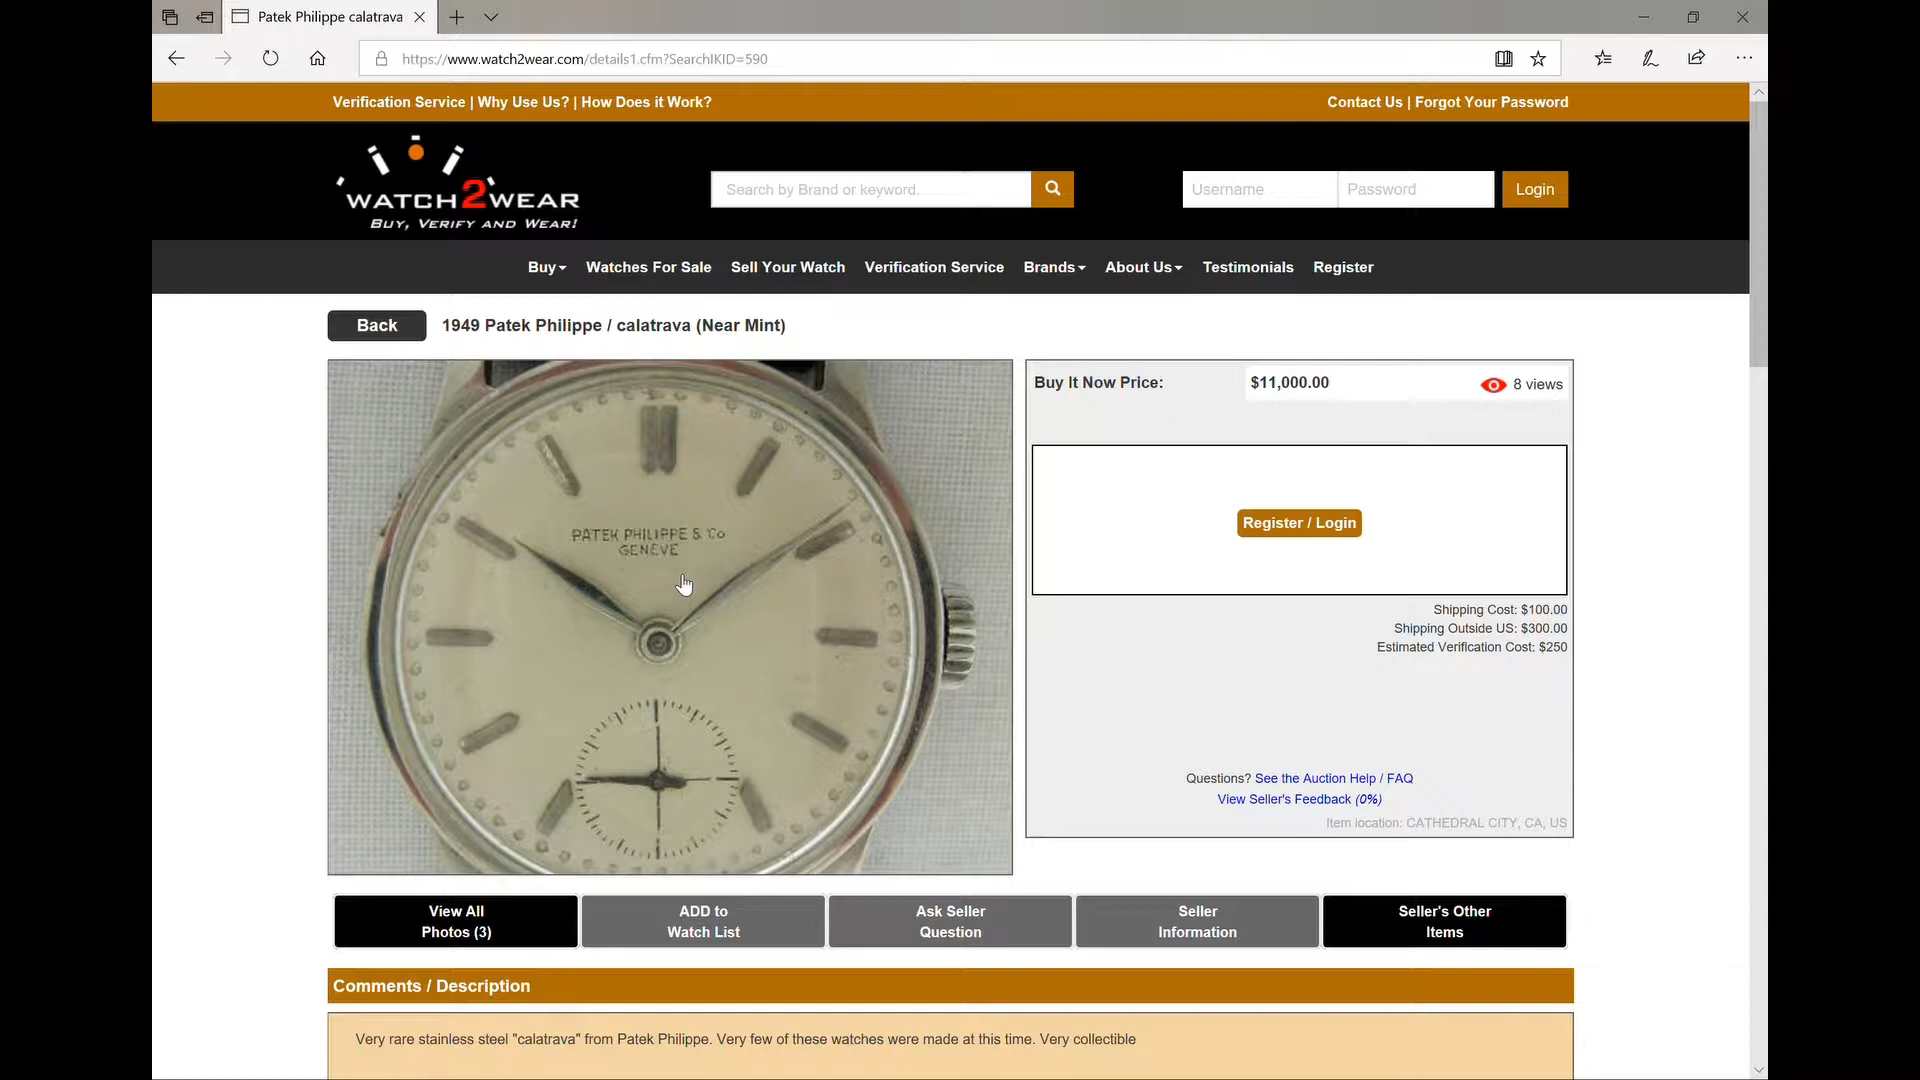 Patek Philippe calatrava
https://www.watch2wear.com/details1.cfm?SearchIKID=590
Verification Service | Why Use Us? | How Does it Work?
Contact Us | Forgot Your Password
WATCH2WEAR
BUY, VERIFY AND WEAR!
Search by Brand or keyword.
Username
Password
Login
Buy
Watches For Sale
Sell Your Watch
Verification Service
Brands
About Us
Testimonials
Register
Back
1949 Patek Philippe / calatrava (Near Mint)
PATEK PHILIPPE & Co
GENEVE
Buy It Now Price:
$11,000.00
8 views
Register / Login
Shipping Cost: $100.00
Shipping Outside US: $300.00
Estimated Verification Cost: $250
Questions? See the Auction Help / FAQ
View Seller's Feedback (0%)
Item location: CATHEDRAL CITY, CA, US
View All
Photos (3)
ADD to
Watch List
Ask Seller
Question
Seller
Information
Seller's Other
Items
Comments / Description
Very rare stainless steel "calatrava" from Patek Philippe. Very few of these watches were made at this time. Very collectible